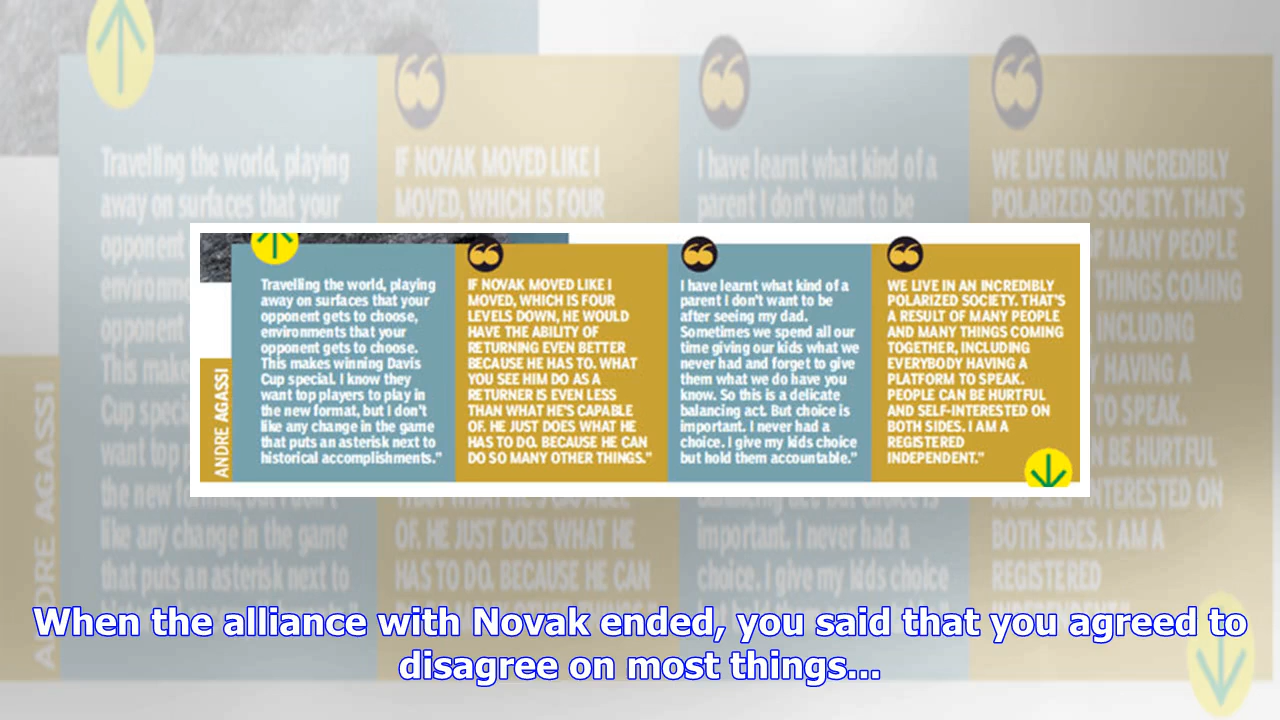 ANDRE AGASSI
Travelling the world, playing
away on surfaces that your
opponent gets to choose,
environments that your
opponent gets to choose.
This makes winning Davis
Cup special. I know they
want top players to play in
the new format, but I don't
like any change in the game
that puts an asterisk next to
historical accomplishments."
IF NOVAK MOVED LIKE I
MOVED, WHICH IS FOUR
LEVELS DOWN, HE WOULD
HAVE THE ABILITY OF
RETURNING EVEN BETTER
BECAUSE HE HAS TO. WHAT
YOU SEE HIM DO AS A
RETURNER IS EVEN LESS
THAN WHAT HE'S CAPABLE
OF. HE JUST DOES WHAT HE
HAS TO DO. BECAUSE HE CAN
DO SO MANY OTHER THINGS."
I have learnt what kind of a
parent I don't want to be
after seeing my dad.
Sometimes we spend all our
time giving our kids what we
never had and forget to give
them what we do have you
know. So this is a delicate
balancing act. But choice is
important. I never had a
choice. I give my kids choice
but hold them accountable."
WE LIVE IN AN INCREDIBLY
POLARIZED SOCIETY. THAT'S
A RESULT OF MANY PEOPLE
AND MANY THINGS COMING
TOGETHER, INCLUDING
EVERYBODY HAVING A
PLATFORM TO SPEAK.
PEOPLE CAN BE HURTFUL
AND SELF-INTERESTED ON
BOTH SIDES. I AM A
REGISTERED
INDEPENDENT."
When the alliance with Novak ended, you said that you agreed to
disagree on most things...